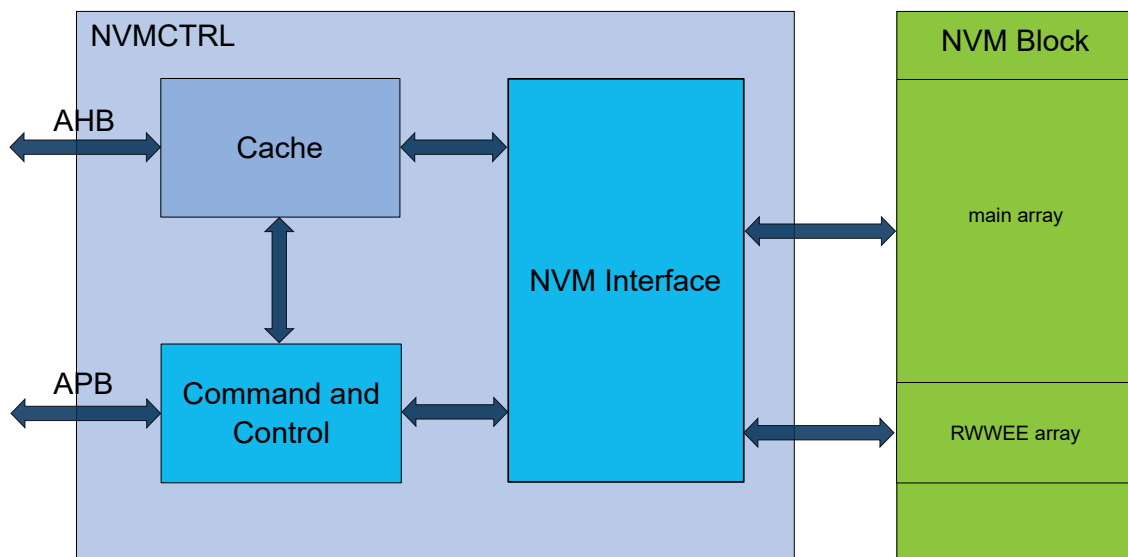 NVMCTRL
NVM Block
AHB
Cache
main array
NVM Interface
APB
Command and
Control
RWWEE array